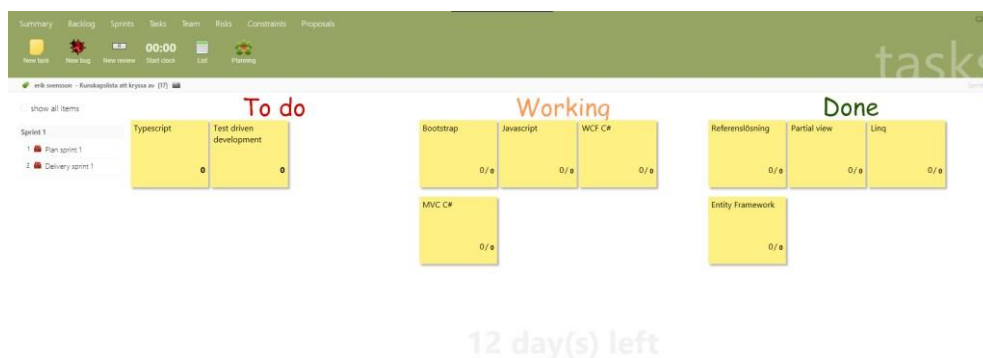 Summary Backlog Sprints Tasks Team Risks Constraints Proposals
New task New bug New review 00:00 Start clock List Planning
tasks
erik svensson - Kunskapslista att kryssa av [17]
show all items
To do Working Done
Sprint 1
1 Plan sprint 1
2 Delivery sprint 1
Typescript
0
Test driven
development
0
Bootstrap
0/0
Javascript
0/0
WCF C#
0/0
Referenslösning
0/0
Partial view
0/0
Linq
0/0
MVC C#
0/0
Entity Framework
0/0
12 day(s) left